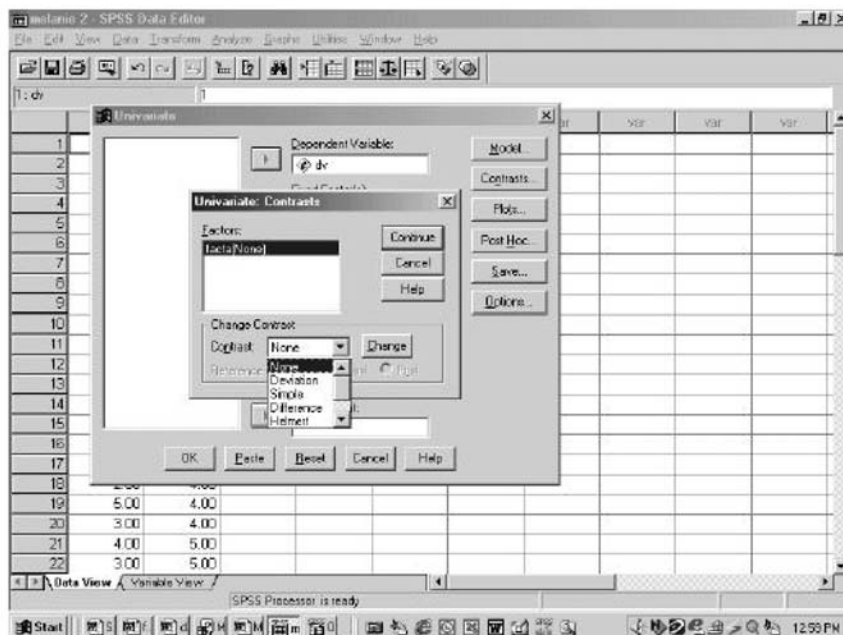 melanie 2 - SPSS Data Editor
File Edit View Data Transform Analyze Graphs Utilities Window Help
1 : dv 1
var var var var
Univariate
Dependent Variable:
dv
Model...
Contrasts...
Plots...
Post Hoc...
Save...
Options...
Univariate: Contrasts
Factors:
facta(None)
Continue
Cancel
Help
Change Contrast
Contrast: None Change
Reference
None
Deviation
Simple
Difference
Helmert
OK Paste Reset Cancel Help
1
2
3
4
5
6
7
8
9
10
11
12
13
14
15
16
17
18 2.00 4.00
19 5.00 4.00
20 3.00 4.00
21 4.00 5.00
22 3.00 5.00
Data View Variable View
SPSS Processor is ready
Start 12:59 PM